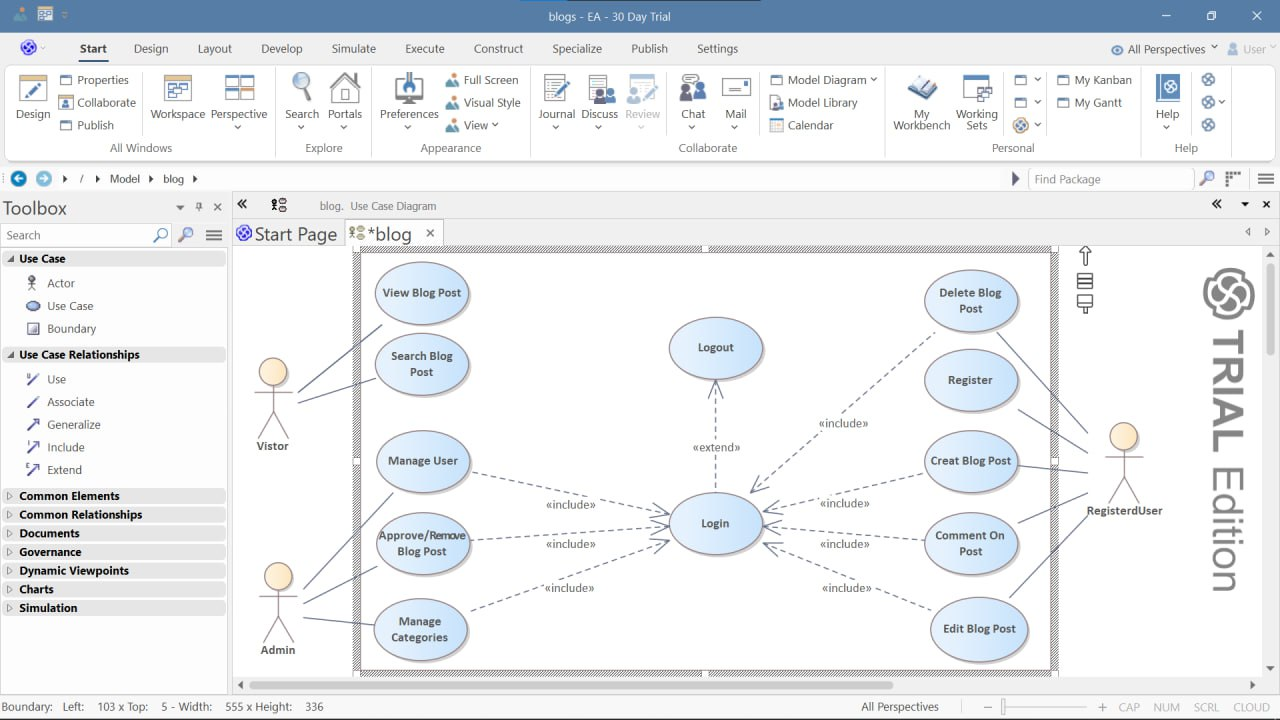 blogs - EA - 30 Day Trial
Start Design Layout Develop Simulate Execute Construct Specialize Publish Settings
All Perspectives User
Design
Properties
Collaborate
Publish
All Windows
Workspace Perspective
Search Portals
Explore
Preferences
Full Screen
Visual Style
View
Appearance
Journal Discuss Review
Chat Mail
Model Diagram
Model Library
Calendar
Collaborate
My Workbench
Working Sets
My Kanban
My Gantt
Personal
Help
Help
/ Model blog
Find Package
Toolbox
Search
Use Case
Actor
Use Case
Boundary
Use Case Relationships
Use
Associate
Generalize
Include
Extend
Common Elements
Common Relationships
Documents
Governance
Dynamic Viewpoints
Charts
Simulation
blog. Use Case Diagram
Start Page *blog
View Blog Post
Search Blog
Post
Vistor
Manage User
Approve/Remove
Blog Post
Manage
Categories
Admin
Logout
«extend»
Login
«include»
«include»
«include»
«include»
«include»
«include»
«include»
Delete Blog
Post
Register
Creat Blog Post
Comment On
Post
Edit Blog Post
RegisterdUser
TRIAL Edition
Boundary: Left: 103 x Top: 5 - Width: 555 x Height: 336
All Perspectives
CAP NUM SCRL CLOUD